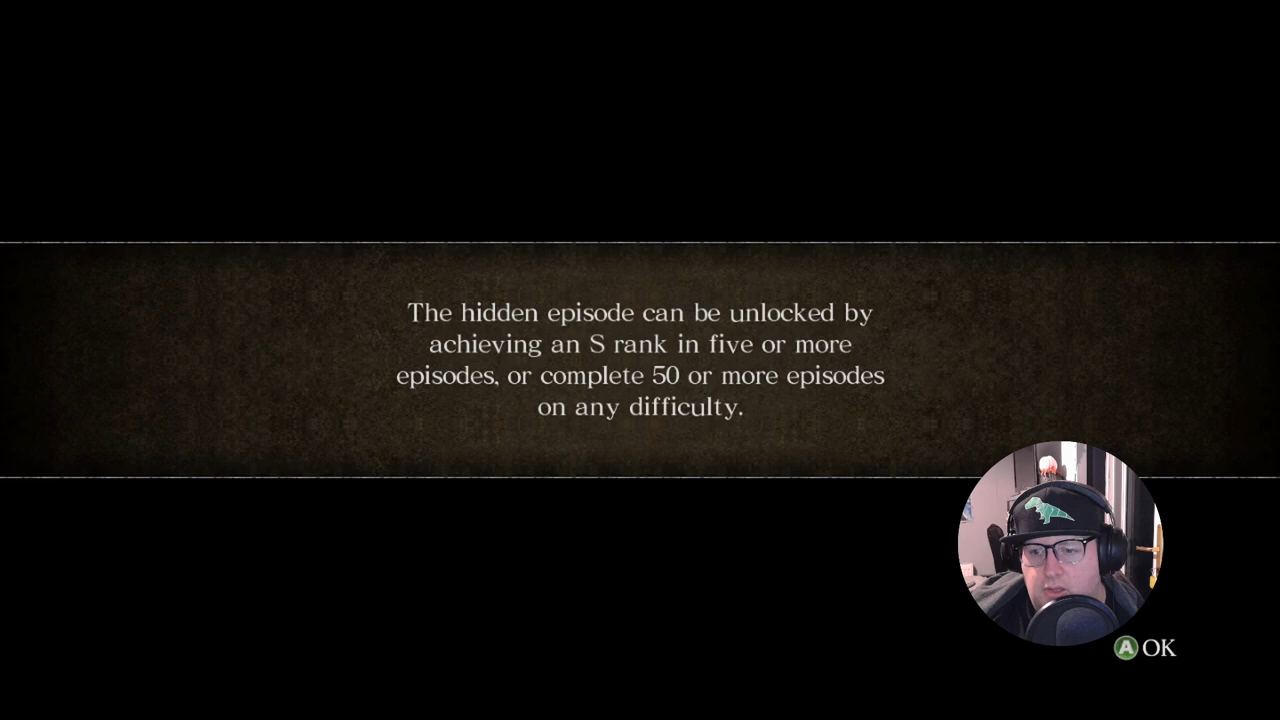 The hidden episode can be unlocked by
achieving an S rank in five or more
episodes, or complete 50 or more episodes
on any difficulty.
A OK